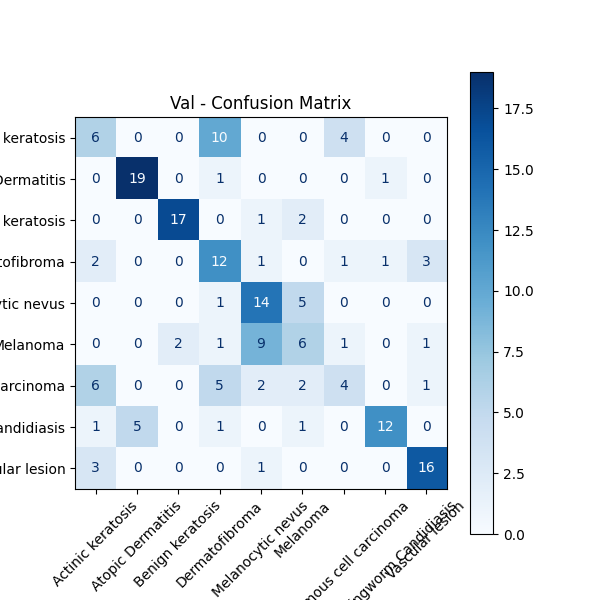 Val - Confusion Matrix
keratosis 6 0 0 10 0 0 4 0 0
Dermatitis 0 19 0 1 0 0 0 1 0
keratosis 0 0 17 0 1 2 0 0 0
tofibroma 2 0 0 12 1 0 1 1 3
ytic nevus 0 0 0 1 14 5 0 0 0
Melanoma 0 0 2 1 9 6 1 0 1
arcinoma 6 0 0 5 2 2 4 0 1
andidiasis 1 5 0 1 0 1 0 12 0
ular lesion 3 0 0 0 1 0 0 0 16
Actinic keratosis
Atopic Dermatitis
Benign keratosis
Dermatofibroma
Melanocytic nevus
Melanoma
mous cell carcinoma
ngworm Candidiasis
Vascular lesion
17.5
15.0
12.5
10.0
7.5
5.0
2.5
0.0